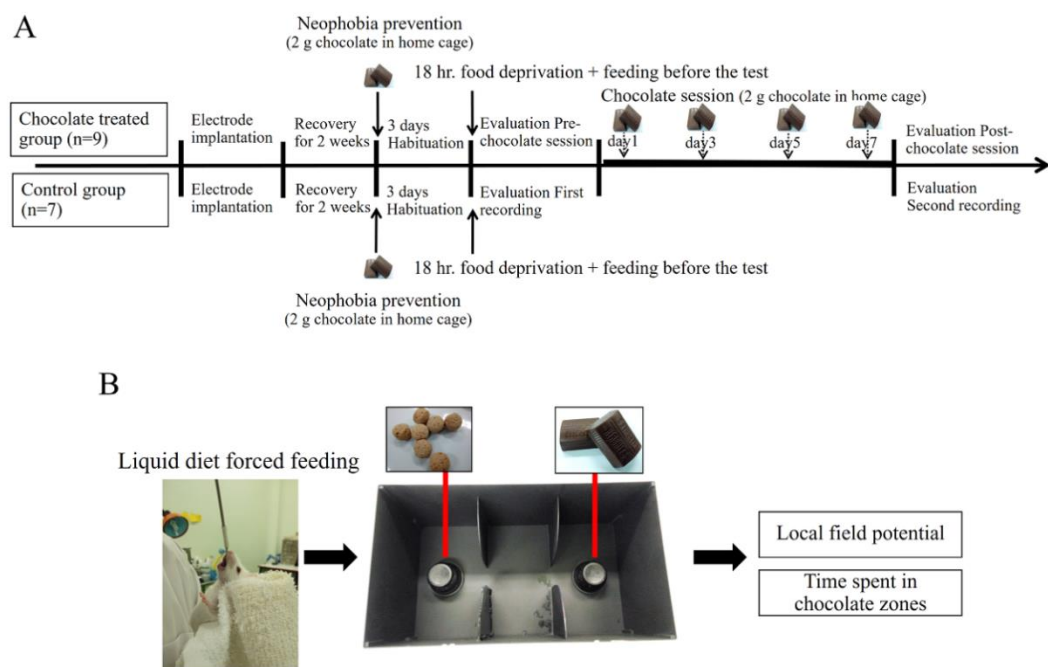 A
Neophobia prevention
(2 g chocolate in home cage)
18 hr. food deprivation + feeding before the test
Chocolate session (2 g chocolate in home cage)
Chocolate treated
group (n=9)
Electrode
implantation
Recovery
for 2 weeks
3 days
Habituation
Evaluation Pre-
chocolate session
day1
day3
day5
day7
Evaluation Post-
chocolate session
Control group
(n=7)
Electrode
implantation
Recovery
for 2 weeks
3 days
Habituation
Evaluation First
recording
Evaluation
Second recording
18 hr. food deprivation + feeding before the test
Neophobia prevention
(2 g chocolate in home cage)
B
Liquid diet forced feeding
Local field potential
Time spent in
chocolate zones